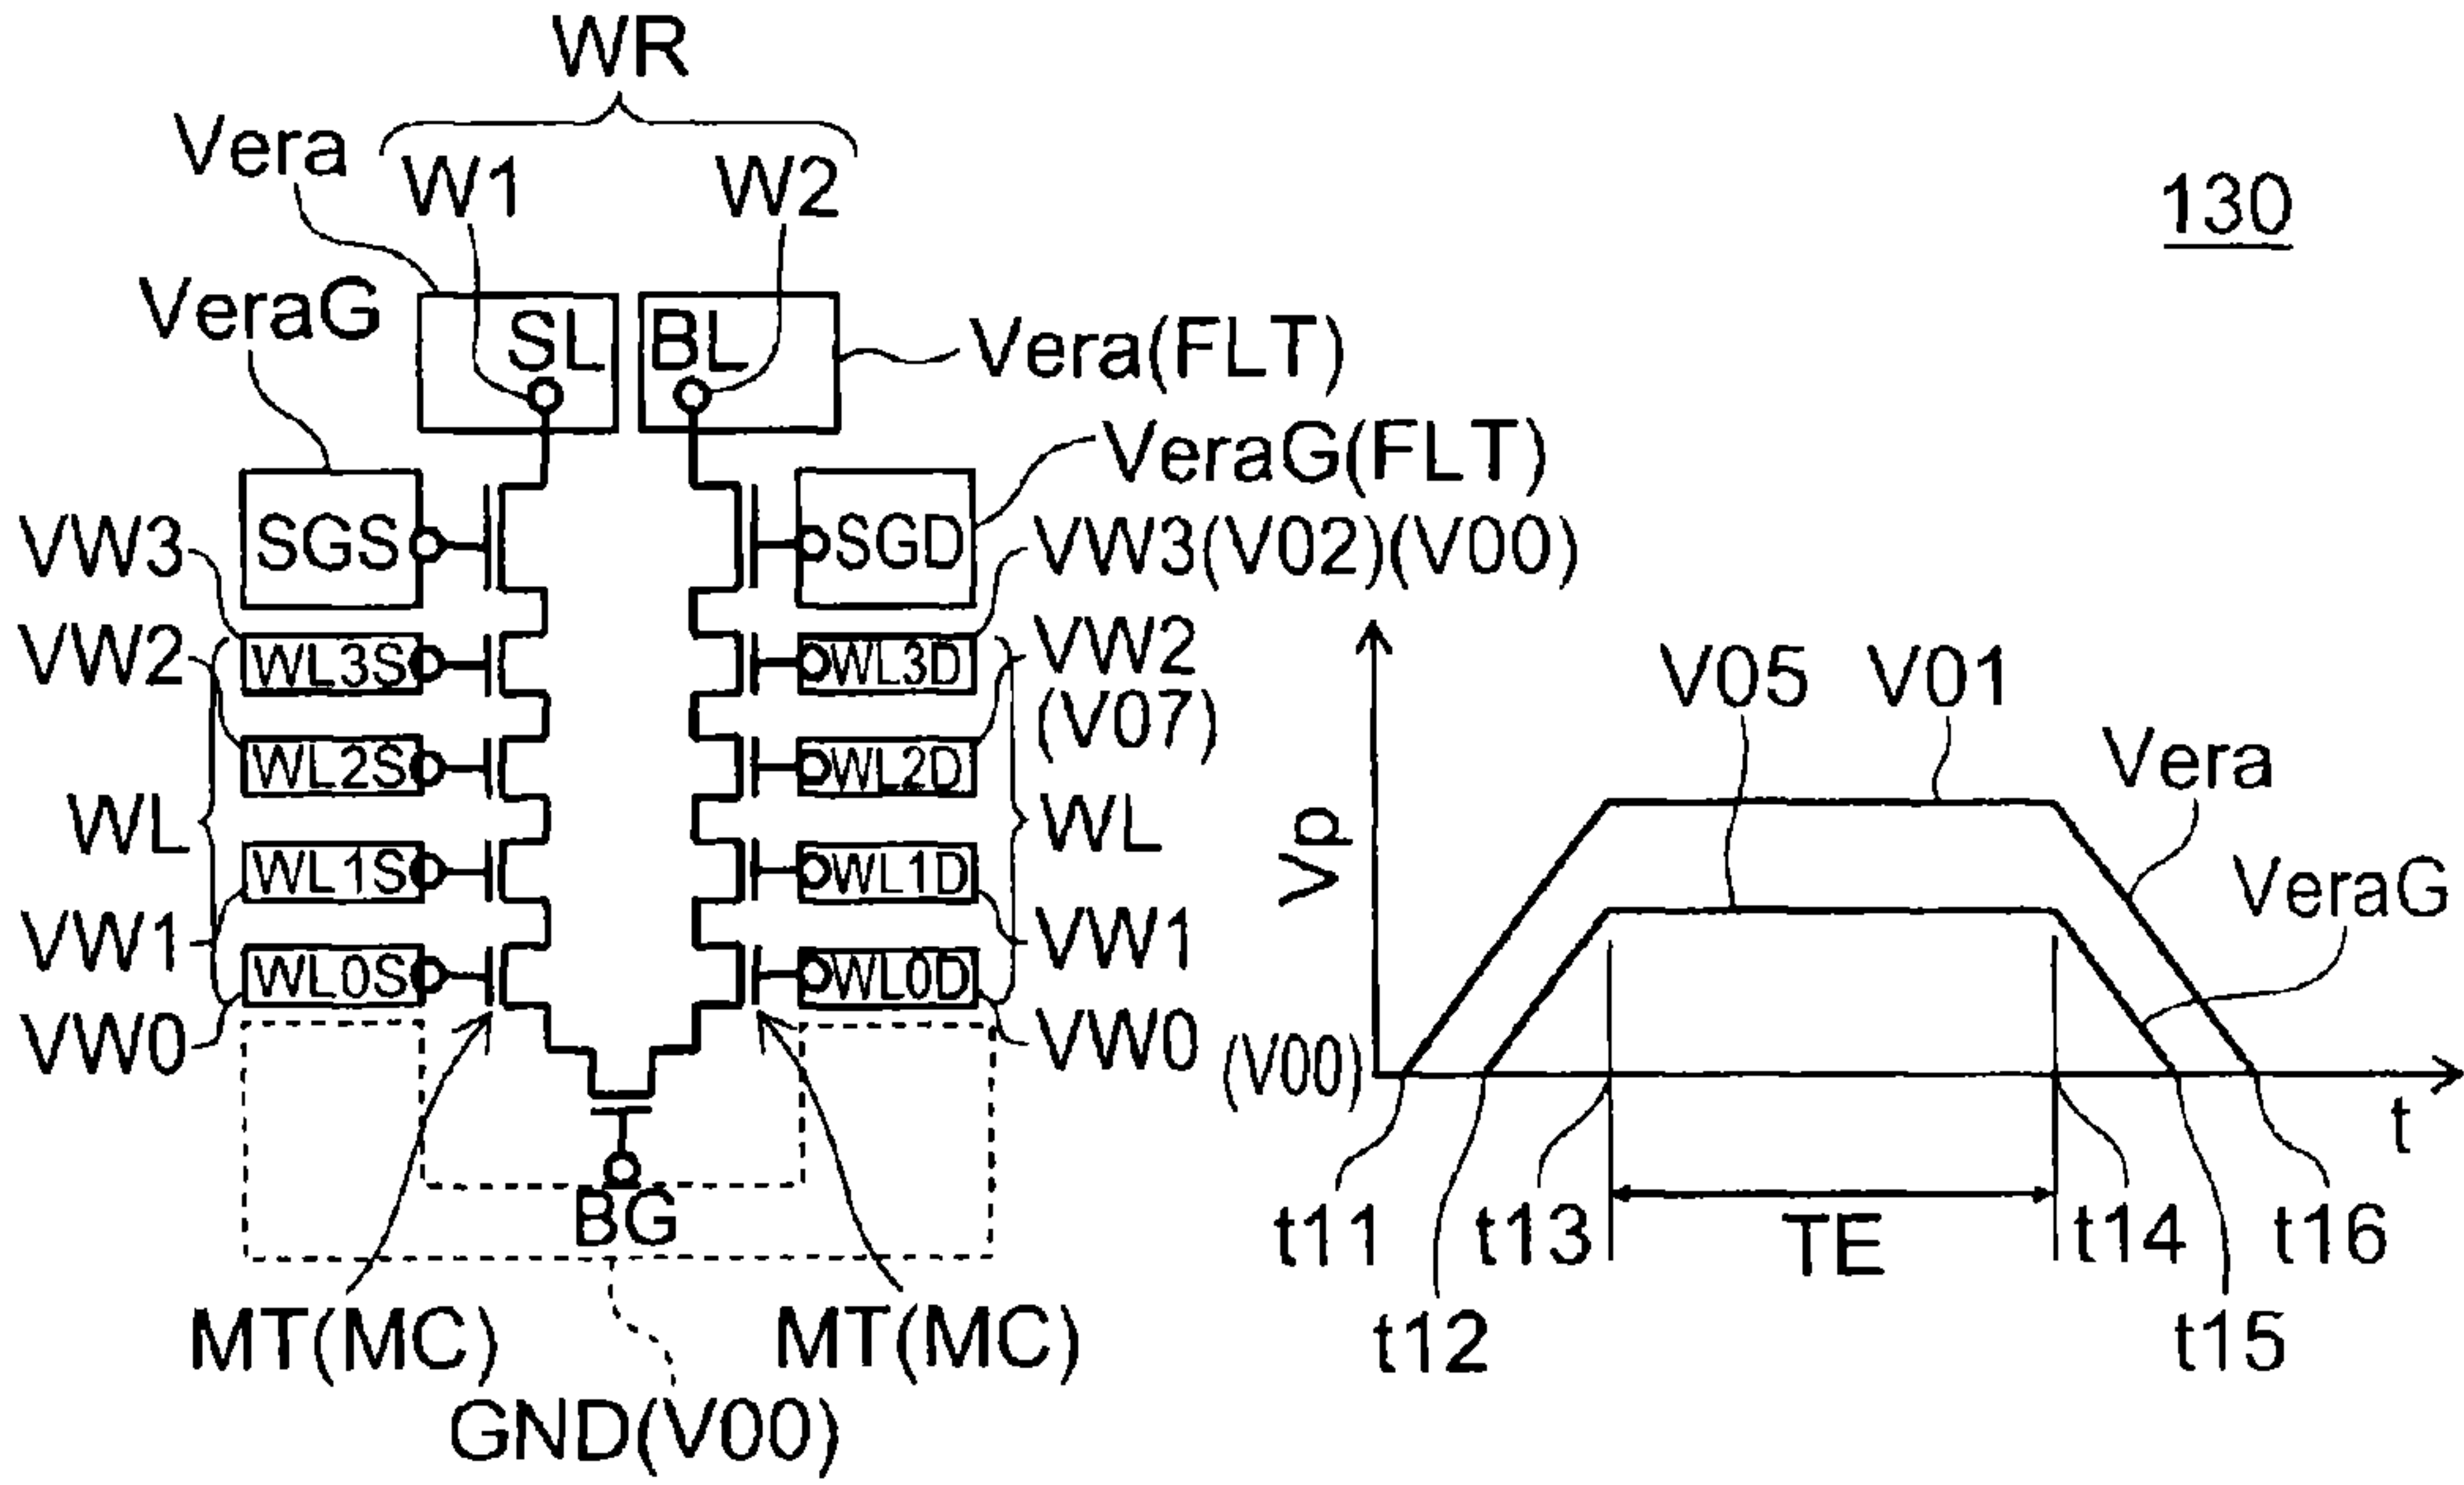 WR
Vera
W1
W2
130
VeraG
SL
BL
Vera(FLT)
VeraG(FLT)
VW3
SGS
SGD
VW3(V02)(V00)
VW2
WL3S
WL3D
VW2
(V07)
WL2S
WL2D
WL
WL
WL1S
WL1D
VW1
VW1
WL0S
WL0D
VW0
VW0
BG
MT(MC)
MT(MC)
GND(V00)
V05
V01
Vera
Vp
VeraG
(V00)
t
t11
t13
TE
t14
t16
t12
t15